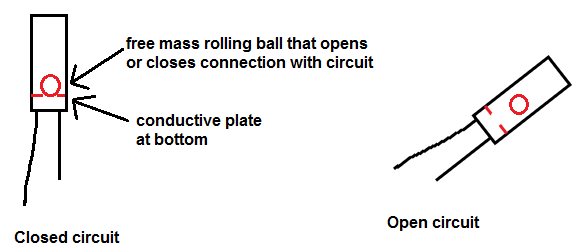 free mass rolling ball that opens
or closes connection with circuit
conductive plate
at bottom
Closed circuit
Open circuit